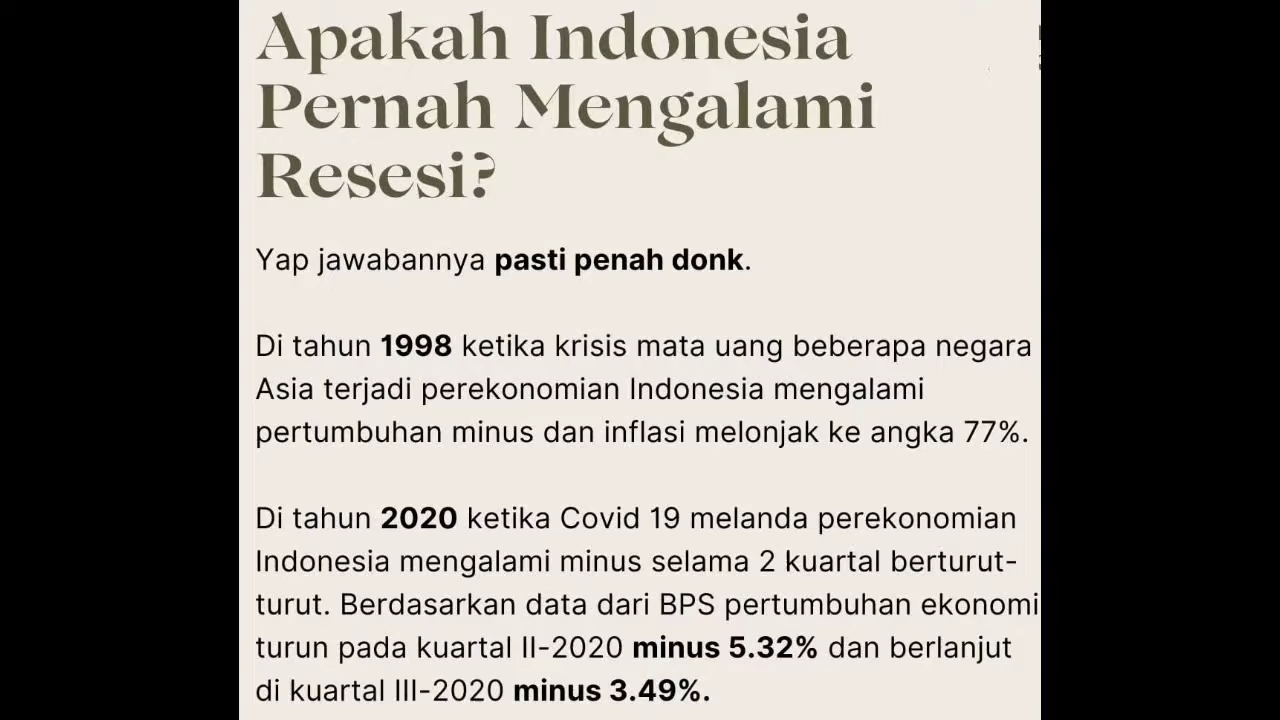 Apakah Indonesia
Pernah Mengalami
Resesi?
Yap jawabannya pasti penah donk.
Di tahun 1998 ketika krisis mata uang beberapa negara
Asia terjadi perekonomian Indonesia mengalami
pertumbuhan minus dan inflasi melonjak ke angka 77%.
Di tahun 2020 ketika Covid 19 melanda perekonomian
Indonesia mengalami minus selama 2 kuartal berturut-
turut. Berdasarkan data dari BPS pertumbuhan ekonomi
turun pada kuartal II-2020 minus 5.32% dan berlanjut
di kuartal III-2020 minus 3.49%.